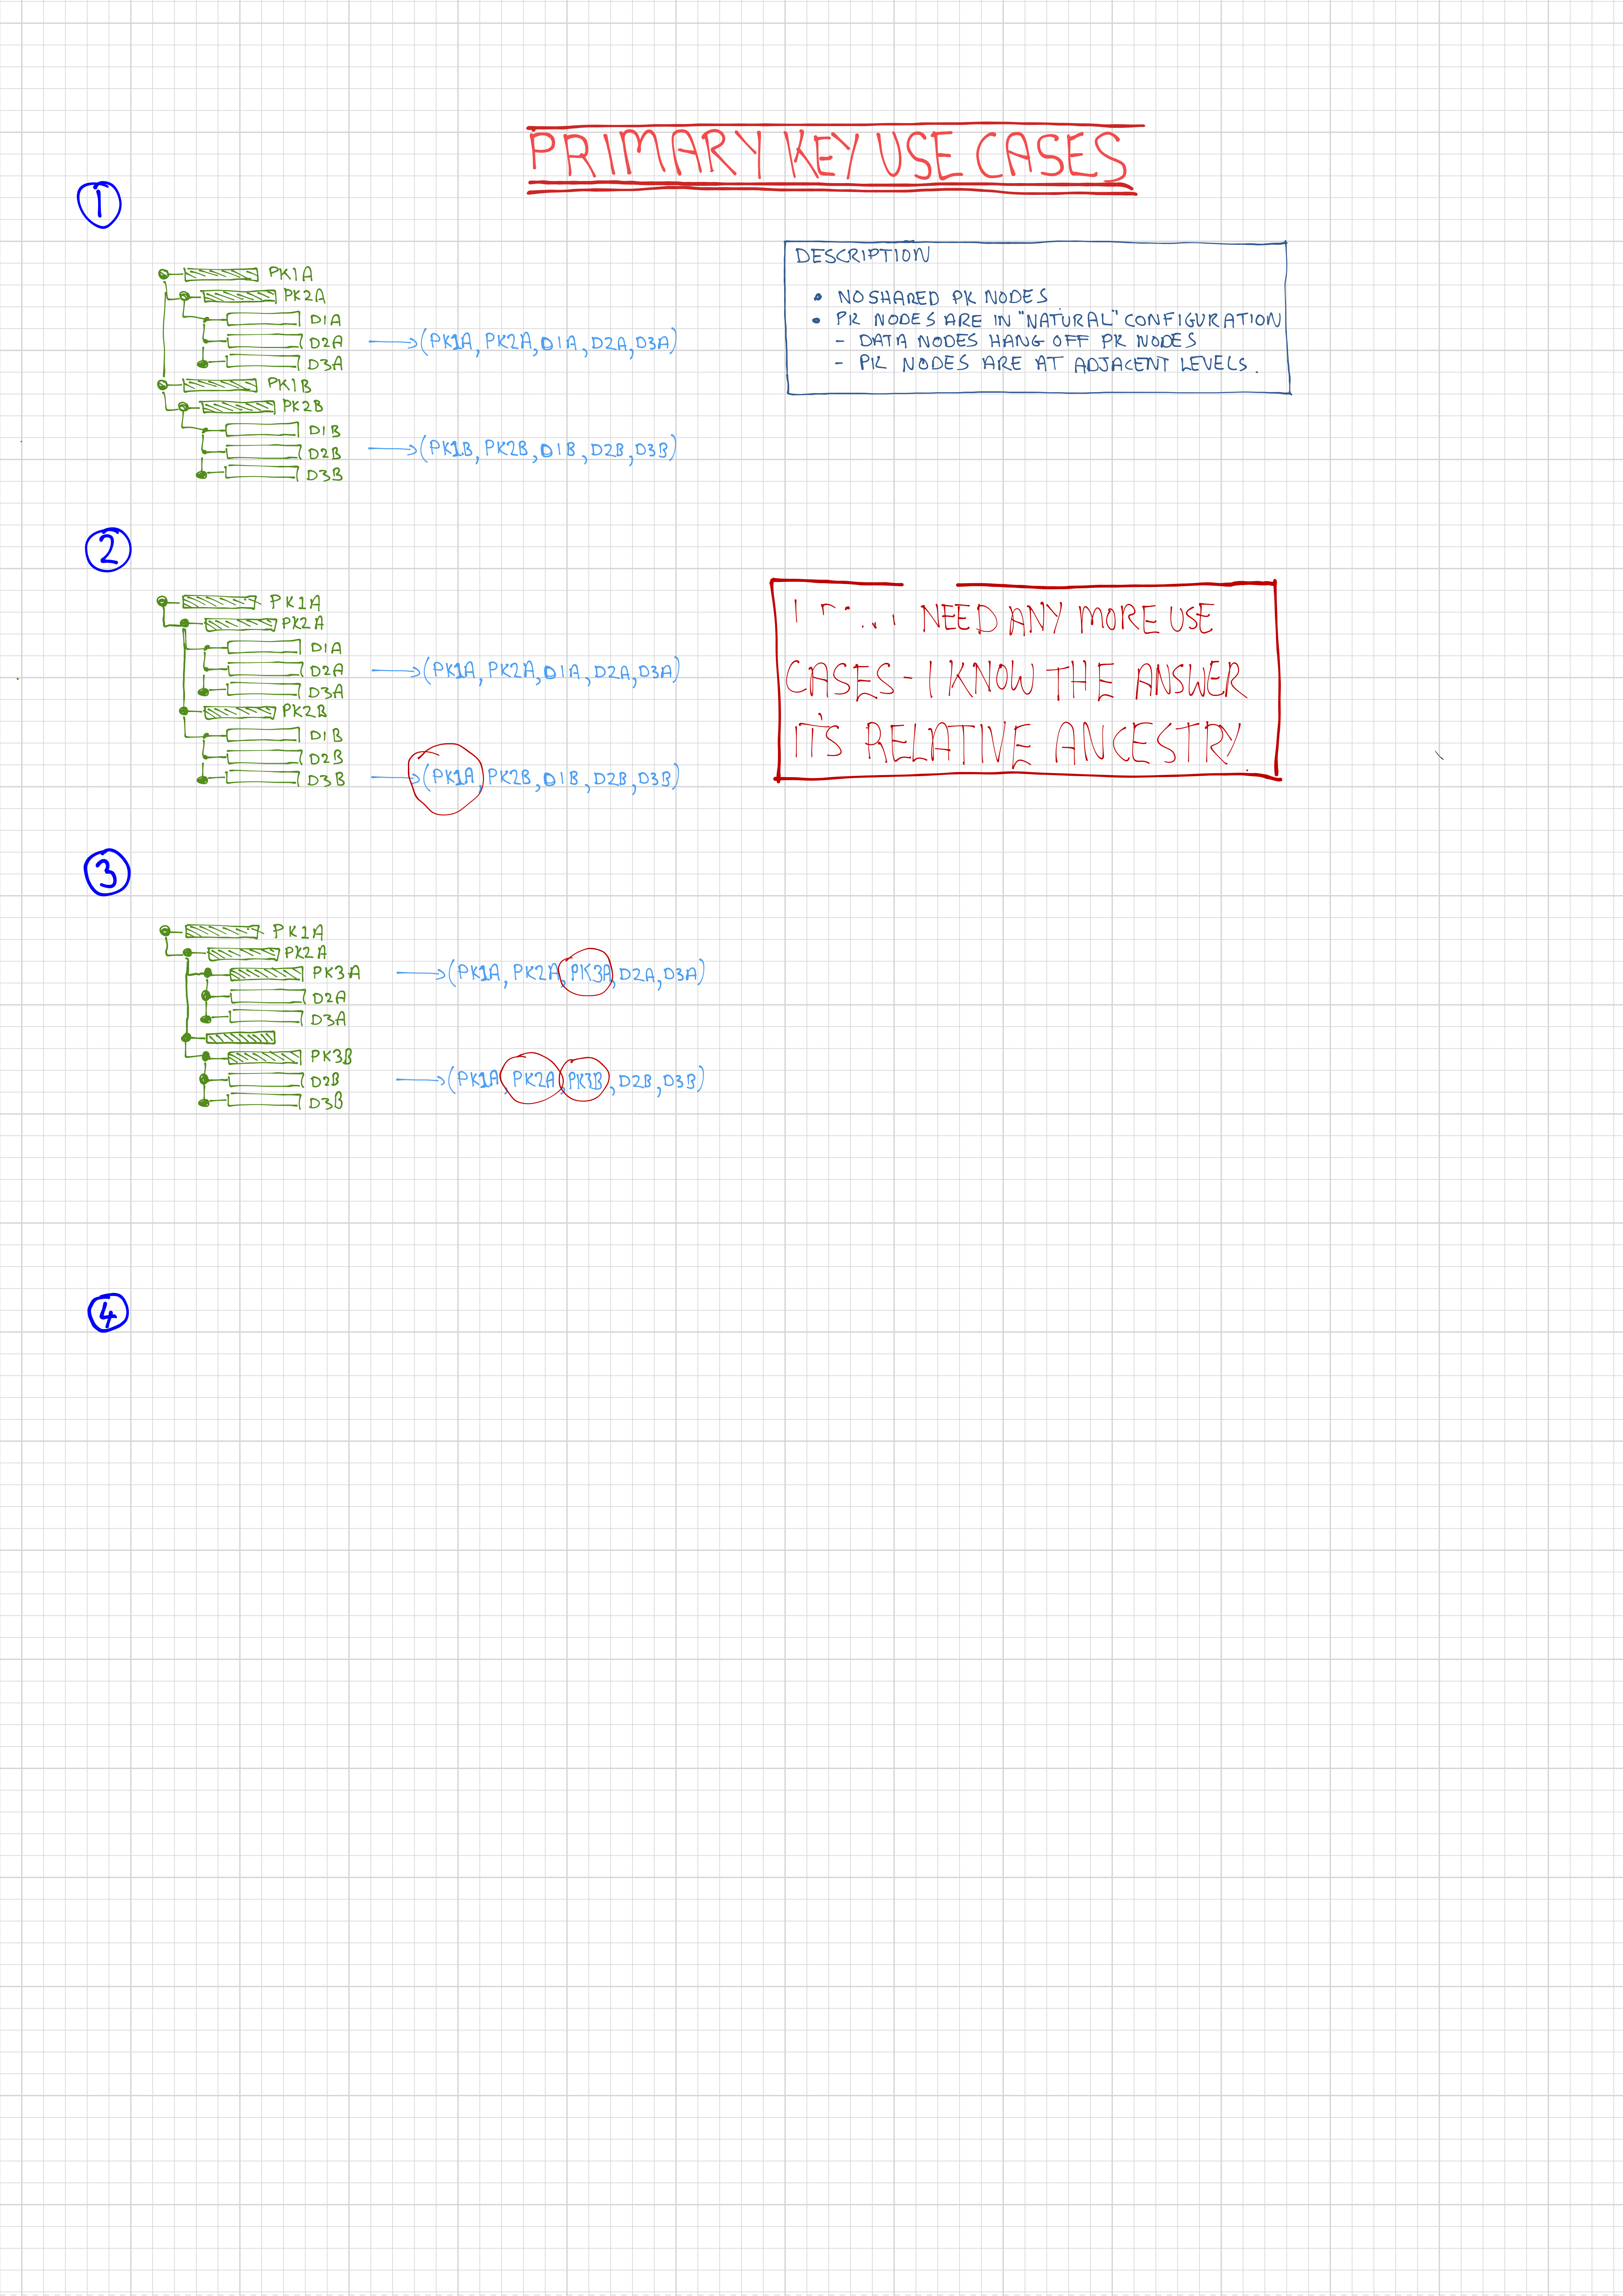 PRIMARY KEY USE CASES
1
PK1A
PK2A
D1A
D2A
D3A
(PK1A, PK2A, D1A, D2A, D3A)
PK1B
PK2B
D1B
D2B
D3B
(PK1B, PK2B, D1B, D2B, D3B)
DESCRIPTION
• NO SHARED PK NODES
• PK NODES ARE IN "NATURAL" CONFIGURATION
- DATA NODES HANG OFF PK NODES
- PK NODES ARE AT ADJACENT LEVELS.
2
PK1A
PK2A
D1A
D2A
D3A
(PK1A, PK2A, D1A, D2A, D3A)
PK2B
D1B
D2B
D3B
(PK1A, PK2B, D1B, D2B, D3B)
I NEED ANY MORE USE
CASES - I KNOW THE ANSWER
IT'S RELATIVE ANCESTRY
3
PK1A
PK2A
PK3A
D2A
D3A
(PK1A, PK2A, PK3A, D2A, D3A)
PK3B
D2B
D3B
(PK1A, PK2A, PK3B, D2B, D3B)
4